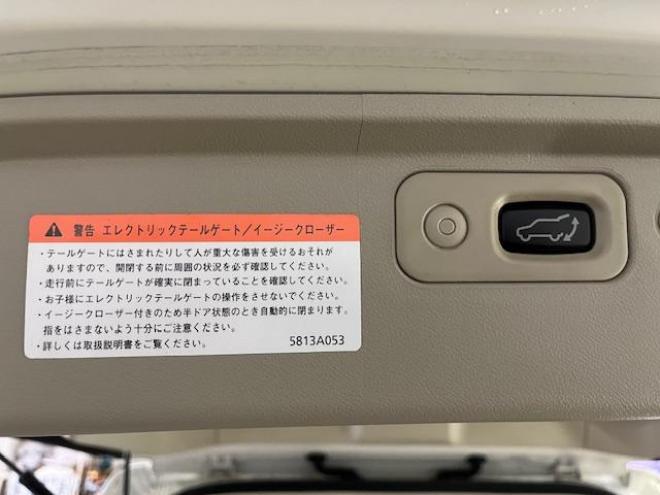 警告 エレクトリックテールゲート／イージークローザー
・テールゲートにはさまれたりして人が重大な傷害を受けるおそれが
ありますので、開閉する前に周囲の状況を必ず確認してください。
・走行前にテールゲートが確実に閉まっていることを確認してください。
・お子様にエレクトリックテールゲートの操作をさせないでください。
・イージークローザー付きのため半ドア状態のとき自動的に閉まります。
指をはさまないよう十分にご注意ください。
・詳しくは取扱説明書をご覧ください。 5813A053